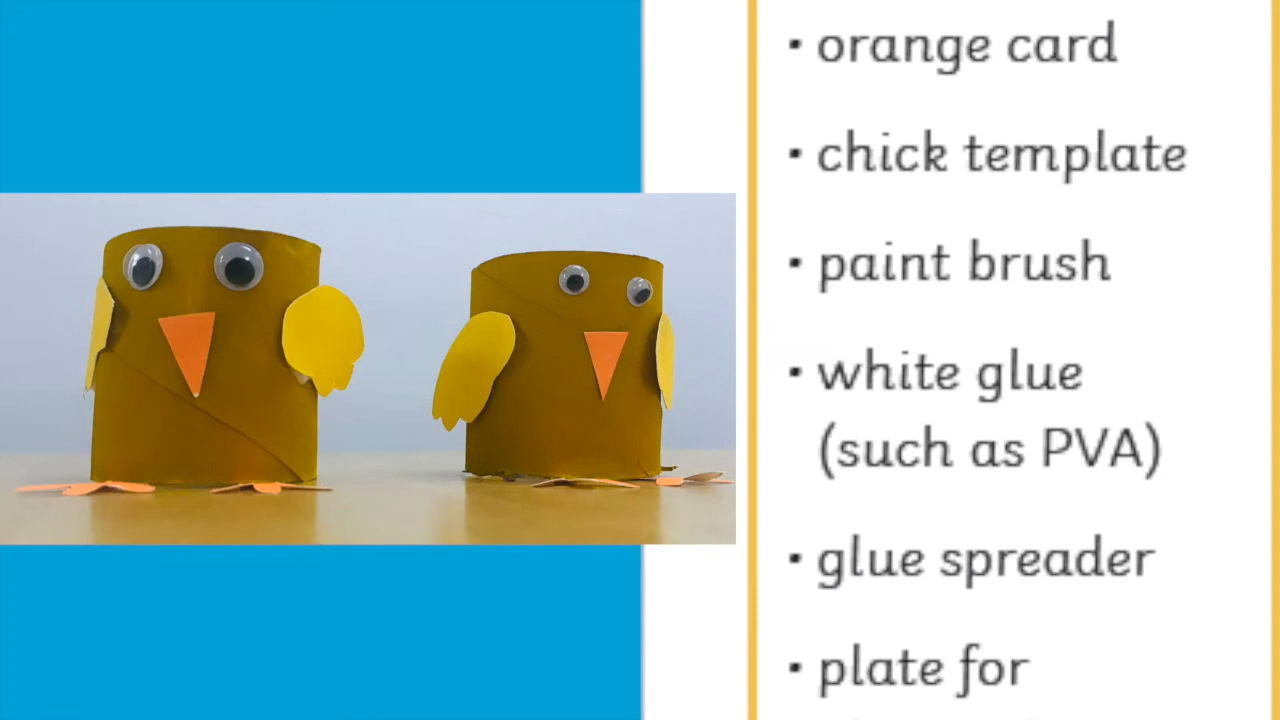 • orange card
• chick template
• paint brush
• white glue
(such as PVA)
• glue spreader
• plate for